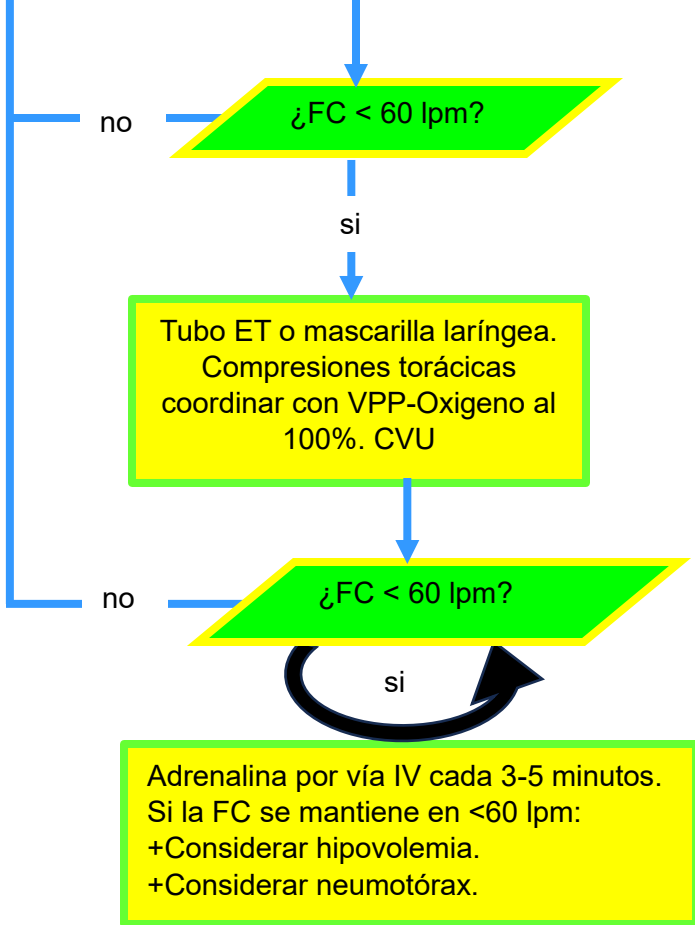 ¿FC < 60 lpm?
no
si
Tubo ET o mascarilla laríngea.
Compresiones torácicas
coordinar con VPP-Oxigeno al
100%. CVU
¿FC < 60 lpm?
no
si
Adrenalina por vía IV cada 3-5 minutos.
Si la FC se mantiene en <60 lpm:
+Considerar hipovolemia.
+Considerar neumotórax.